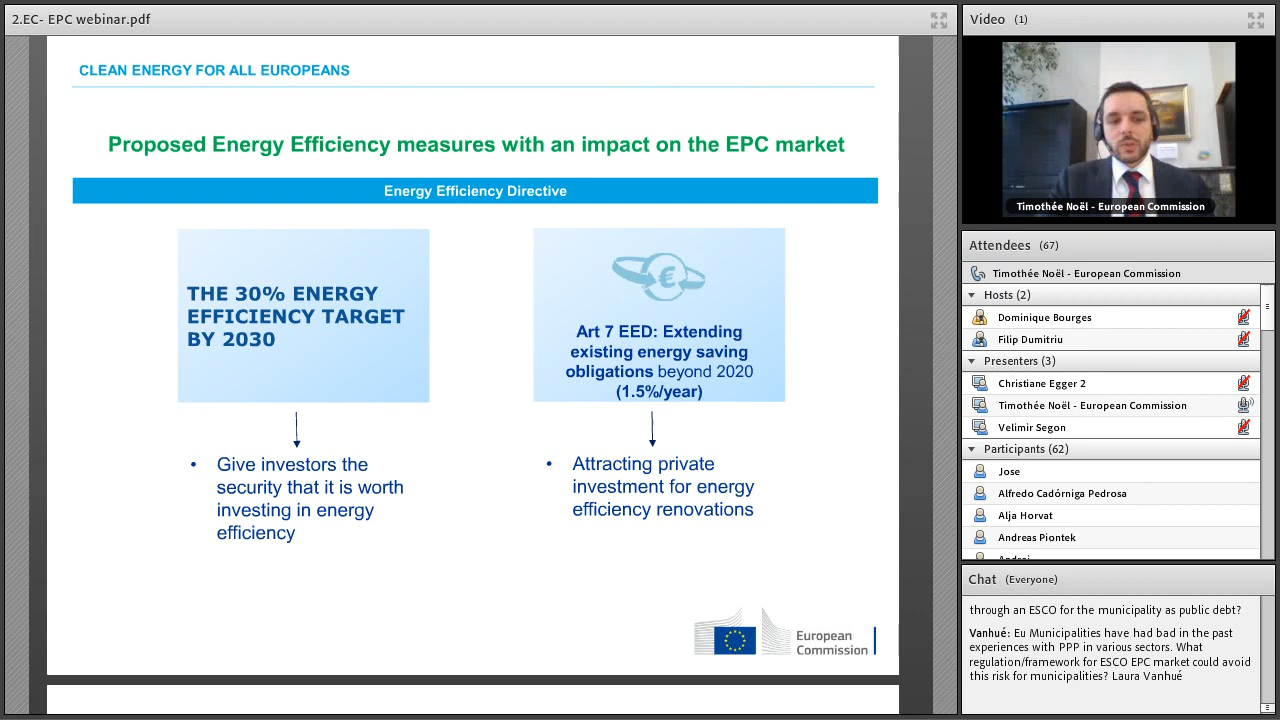 2.EC- EPC webinar.pdf
CLEAN ENERGY FOR ALL EUROPEANS
Proposed Energy Efficiency measures with an impact on the EPC market
Energy Efficiency Directive
THE 30% ENERGY
EFFICIENCY TARGET
BY 2030
€
Art 7 EED: Extending
existing energy saving
obligations beyond 2020
(1.5%/year)
• Give investors the
security that it is worth
investing in energy
efficiency
• Attracting private
investment for energy
efficiency renovations
European
Commission
Video (1)
Timothée Noël - European Commission
Attendees (67)
Timothée Noël - European Commission
Hosts (2)
Dominique Bourges
Filip Dumitriu
Presenters (3)
Christiane Egger 2
Timothée Noël - European Commission
Velimir Segon
Participants (62)
Jose
Alfredo Cadórniga Pedrosa
Alja Horvat
Andreas Piontek
Andrei
Chat (Everyone)
through an ESCO for the municipality as public debt?
Vanhué: Eu Municipalities have had bad in the past
experiences with PPP in various sectors. What
regulation/framework for ESCO EPC market could avoid
this risk for municipalities? Laura Vanhué